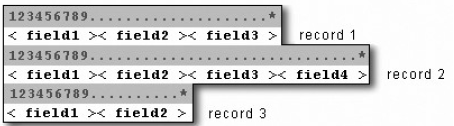 123456789...................*
< field1 >< field2 >< field3 > record 1
123456789.............................*
< field1 >< field2 >< field3 >< field4 > record 2
123456789..........*
< field1 >< field2 > record 3